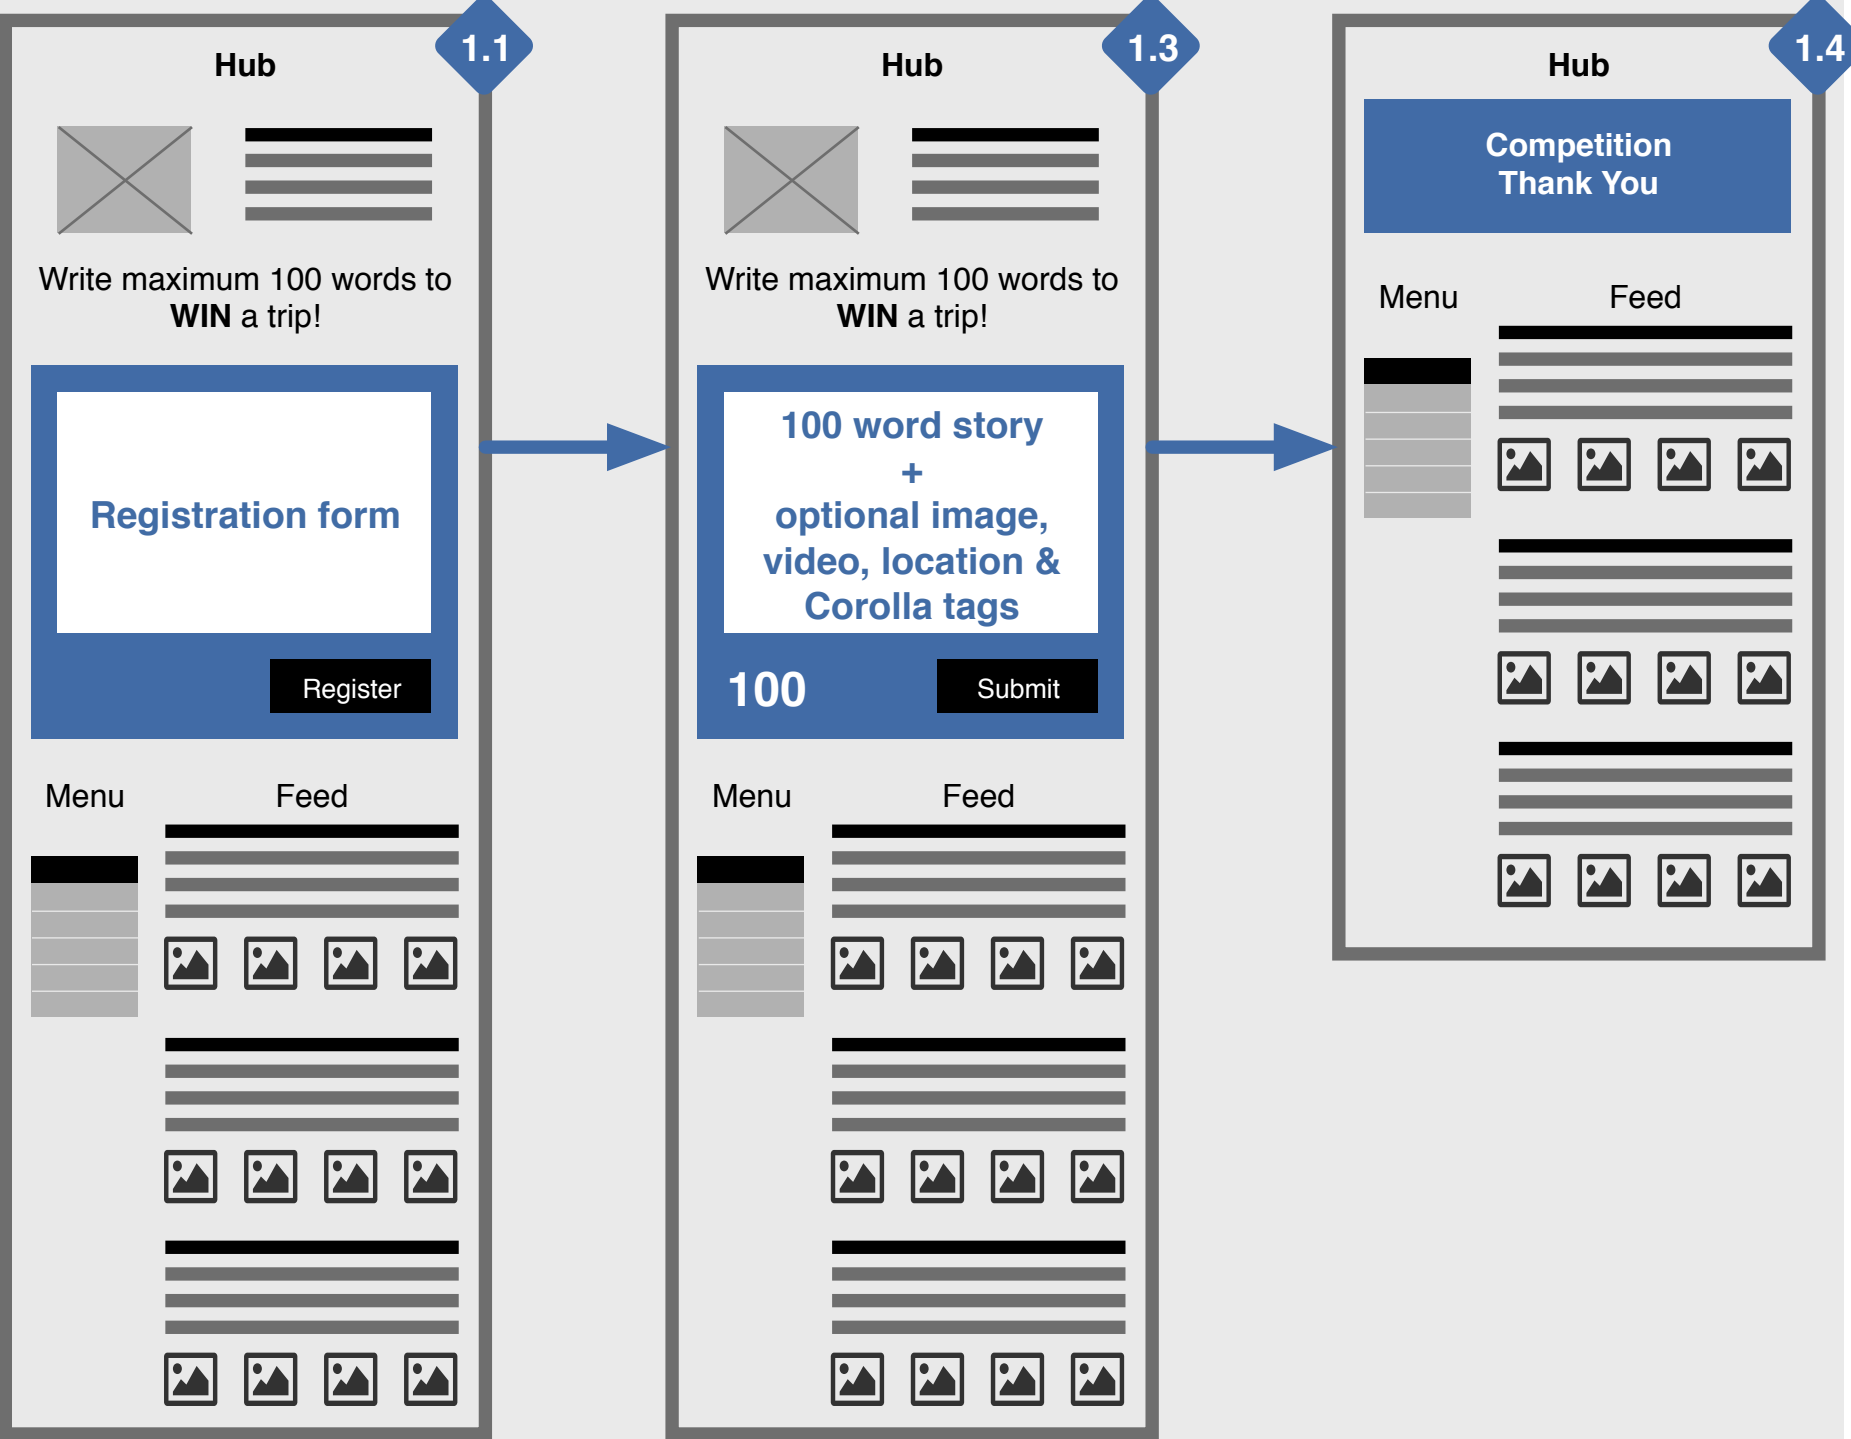 1.1
Hub
Write maximum 100 words to
WIN a trip!
Registration form
Register
Menu
Feed
1.3
Hub
Write maximum 100 words to
WIN a trip!
100 word story
+
optional image,
video, location &
Corolla tags
100
Submit
Menu
Feed
1.4
Hub
Competition
Thank You
Menu
Feed